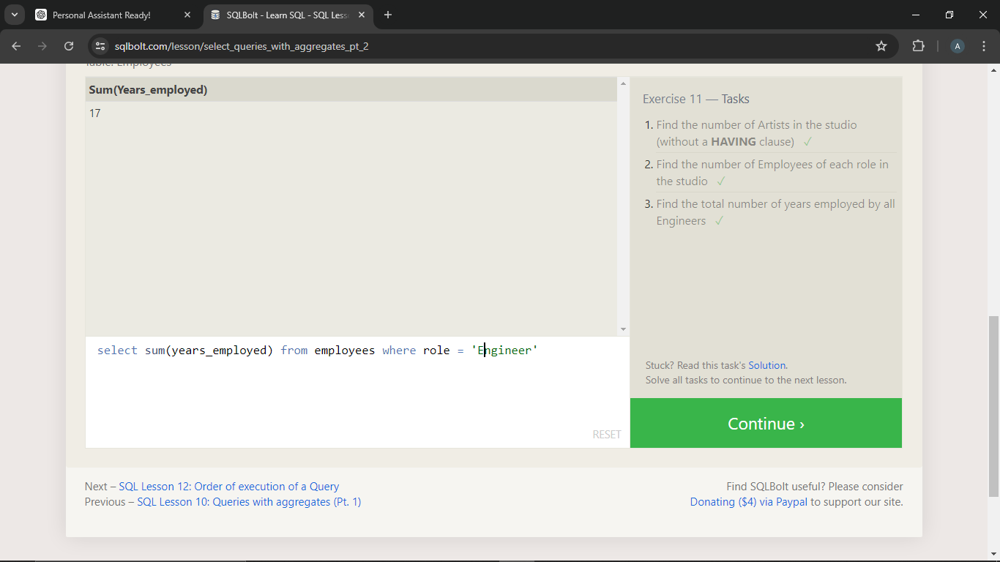 Personal Assistant Ready!
SQLBolt - Learn SQL - SQL Less
sqlbolt.com/lesson/select_queries_with_aggregates_pt_2
A
Table: Employees
Sum(Years_employed)
17
Exercise 11 — Tasks
1. Find the number of Artists in the studio
(without a HAVING clause) ✓
2. Find the number of Employees of each role in
the studio ✓
3. Find the total number of years employed by all
Engineers ✓
select sum(years_employed) from employees where role = 'Engineer'
RESET
Stuck? Read this task's Solution.
Solve all tasks to continue to the next lesson.
Continue ›
Next – SQL Lesson 12: Order of execution of a Query
Previous – SQL Lesson 10: Queries with aggregates (Pt. 1)
Find SQLBolt useful? Please consider
Donating ($4) via Paypal to support our site.